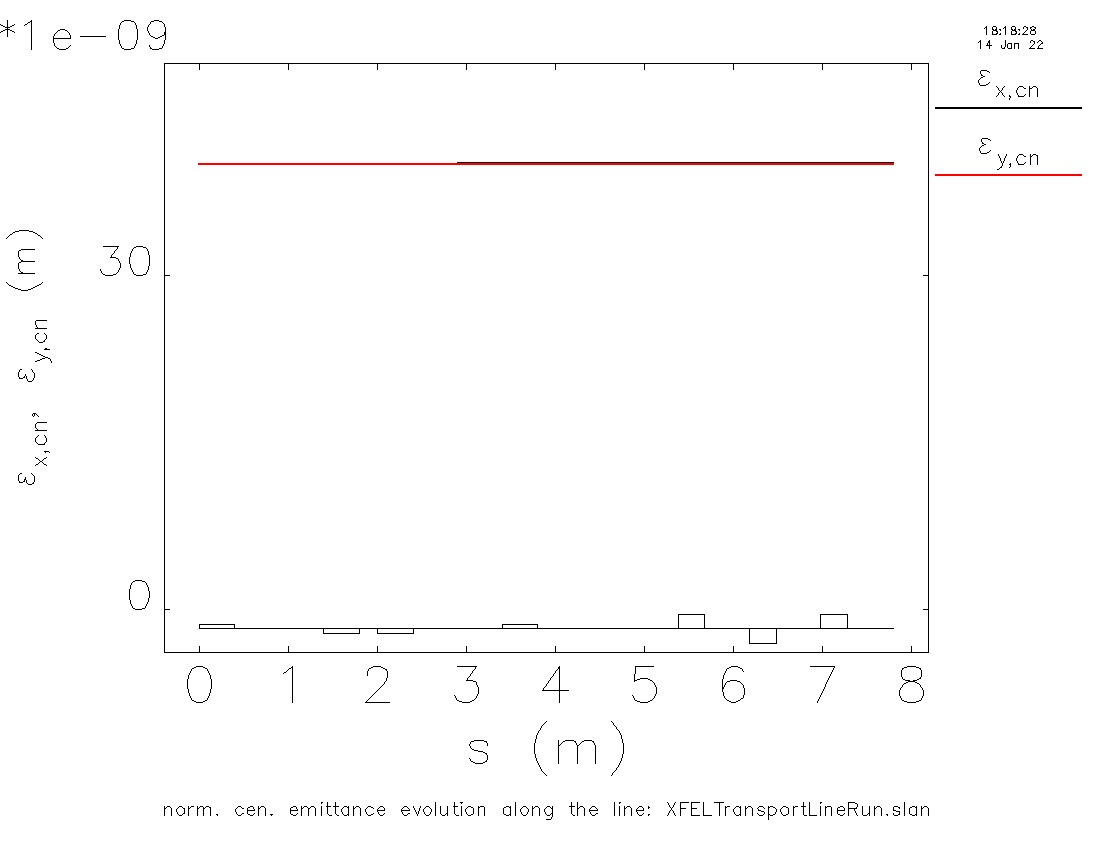 *1e-09
18:18:28
14 Jan 22
εx,cn
εy,cn
εx,cn, εy,cn (m)
30
0
0 1 2 3 4 5 6 7 8
s (m)
norm. cen. emittance evolution along the line: XFELTransportLineRun.slan